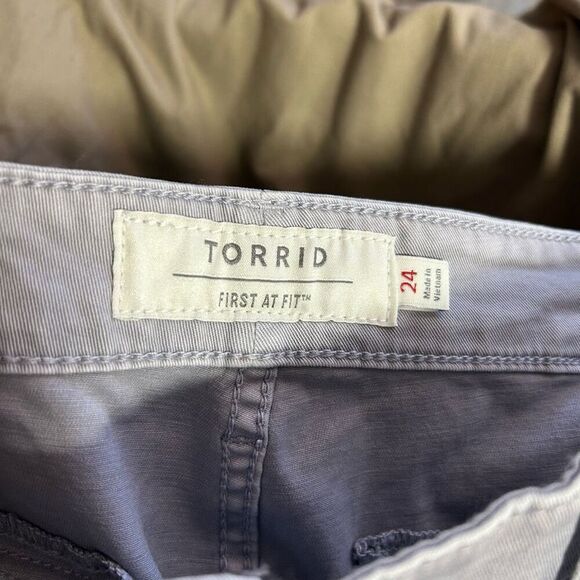 TORRID
FIRST AT FIT™
24
Made in
Vietnam